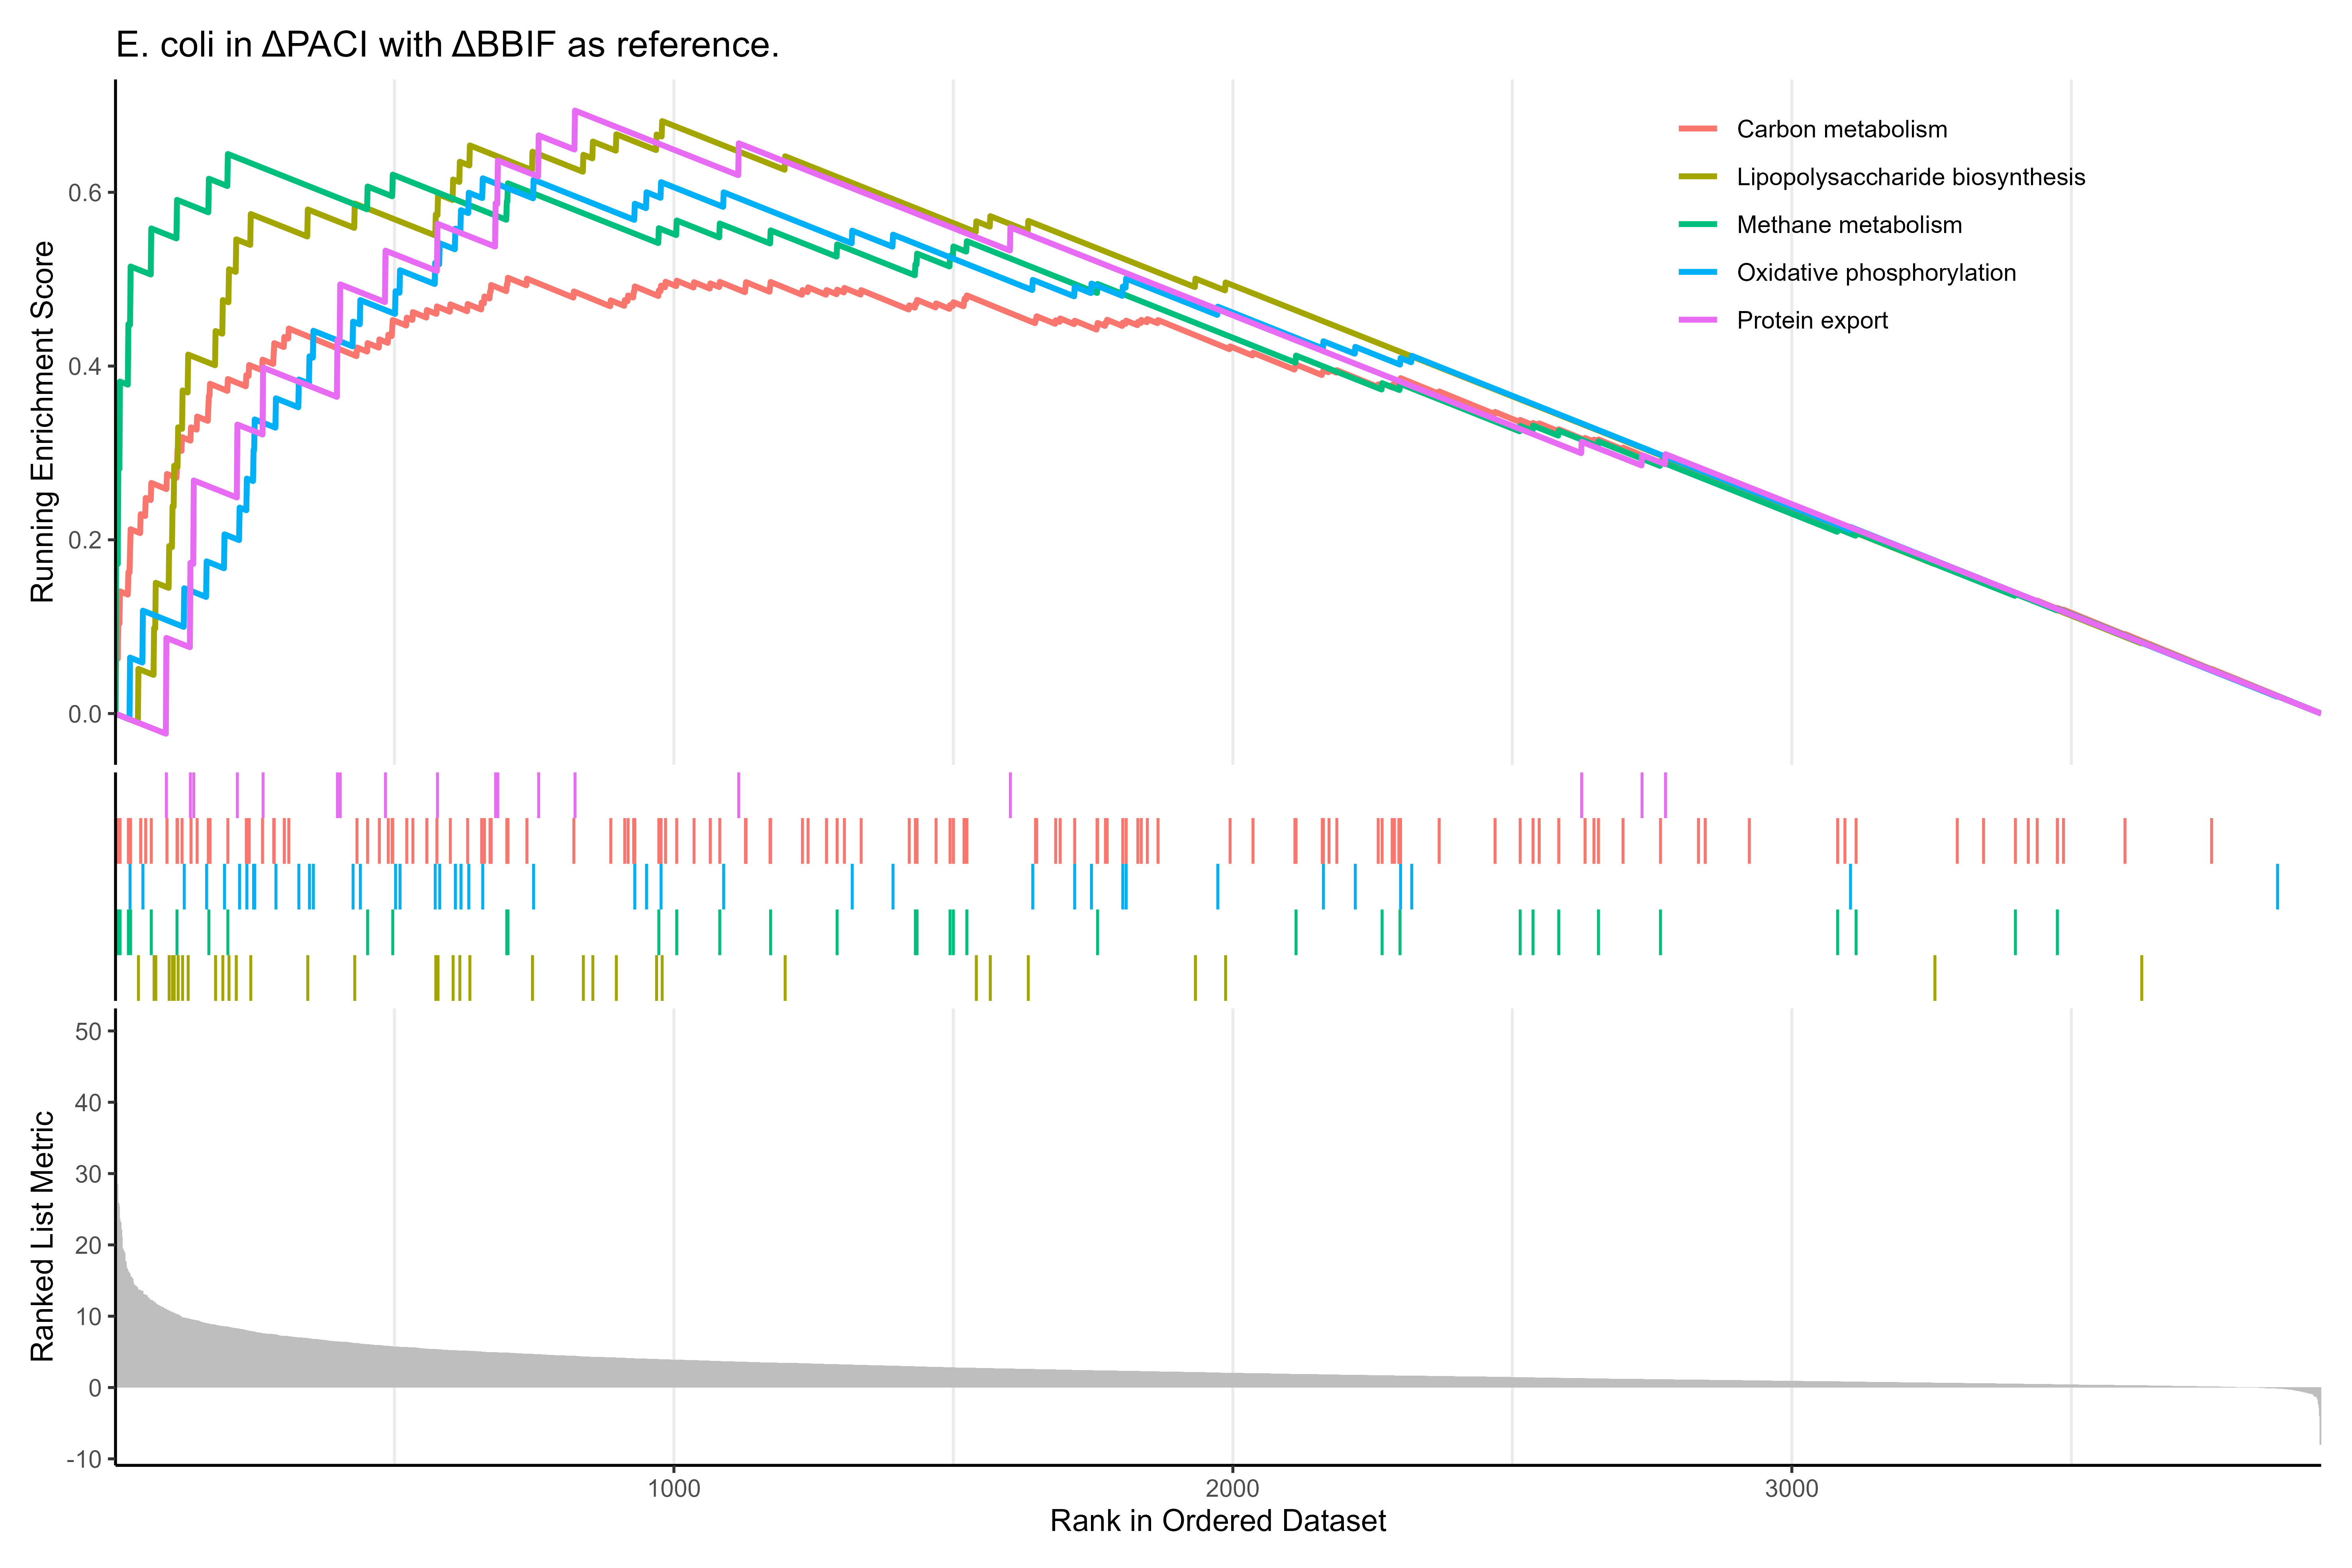 E. coli in ΔPACI with ΔBBIF as reference.
Running Enrichment Score
0.6
0.4
0.2
0.0
Carbon metabolism
Lipopolysaccharide biosynthesis
Methane metabolism
Oxidative phosphorylation
Protein export
Ranked List Metric
50
40
30
20
10
0
-10
1000
2000
3000
Rank in Ordered Dataset